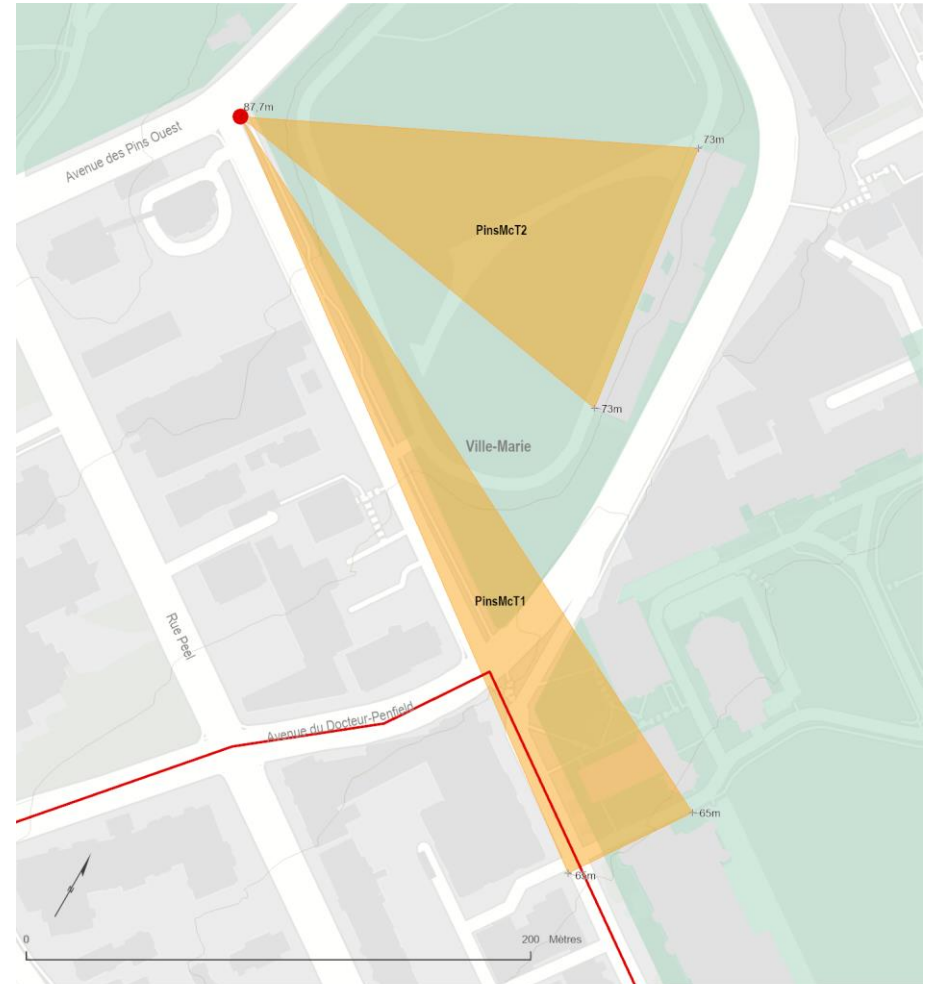 87,7m
Avenue des Pins Ouest
73m
PinsMcT2
73m
Ville-Marie
PinsMcT1
Rue Peel
Avenue du Docteur-Penfield
65m
65m
0
200 Mètres